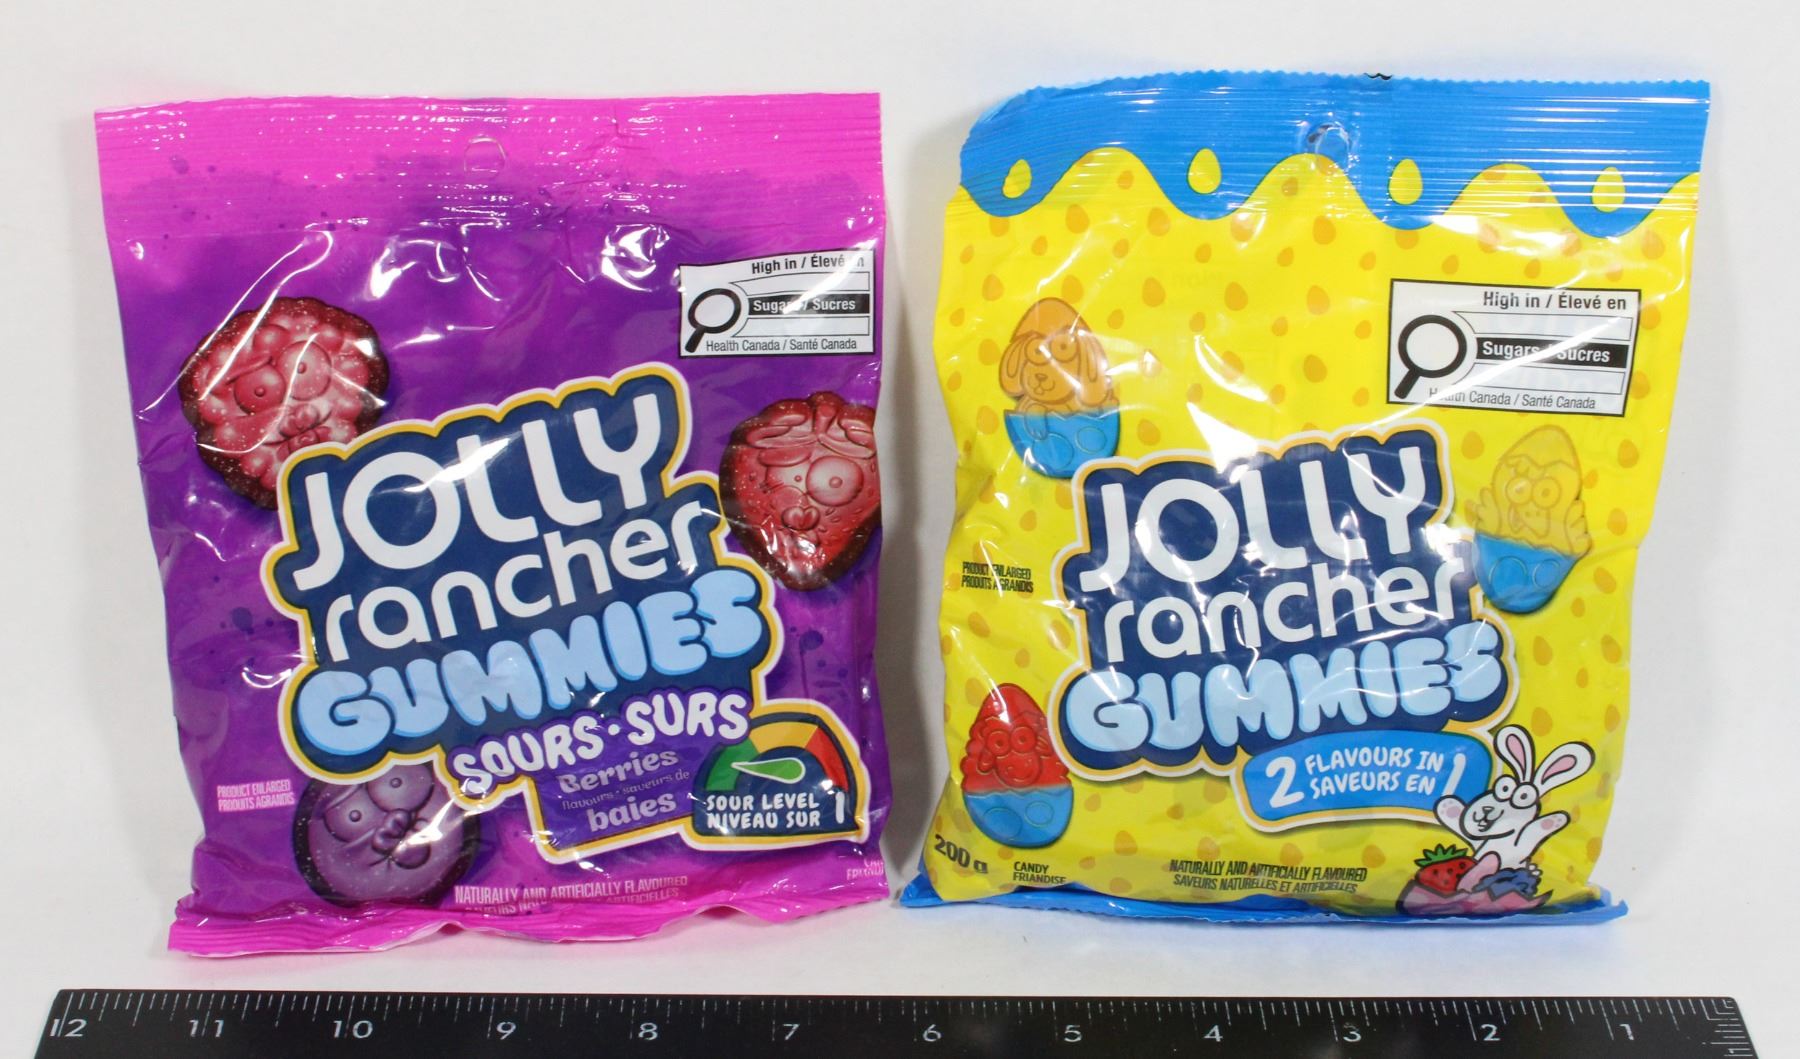 High in / Élevé en
Sugars / Sucres
Health Canada / Santé Canada
JOLLY
rancher
GUMMIES
SOURS · SURS
Berries
flavours · saveurs de
baies
SOUR LEVEL
NIVEAU SUR 1
PRODUCT ENLARGED
PRODUITS AGRANDIS
NATURALLY AND ARTIFICIALLY FLAVOURED
High in / Élevé en
Sugars / Sucres
Health Canada / Santé Canada
PRODUCT ENLARGED
PRODUITS AGRANDIS
JOLLY
rancher
GUMMIES
2 FLAVOURS IN
SAVEURS EN 1
200 g
CANDY
FRIANDISE
NATURALLY AND ARTIFICIALLY FLAVOURED
SAVEURS NATURELLES ET ARTIFICIELLES
12 11 10 9 8 7 6 5 4 3 2 1